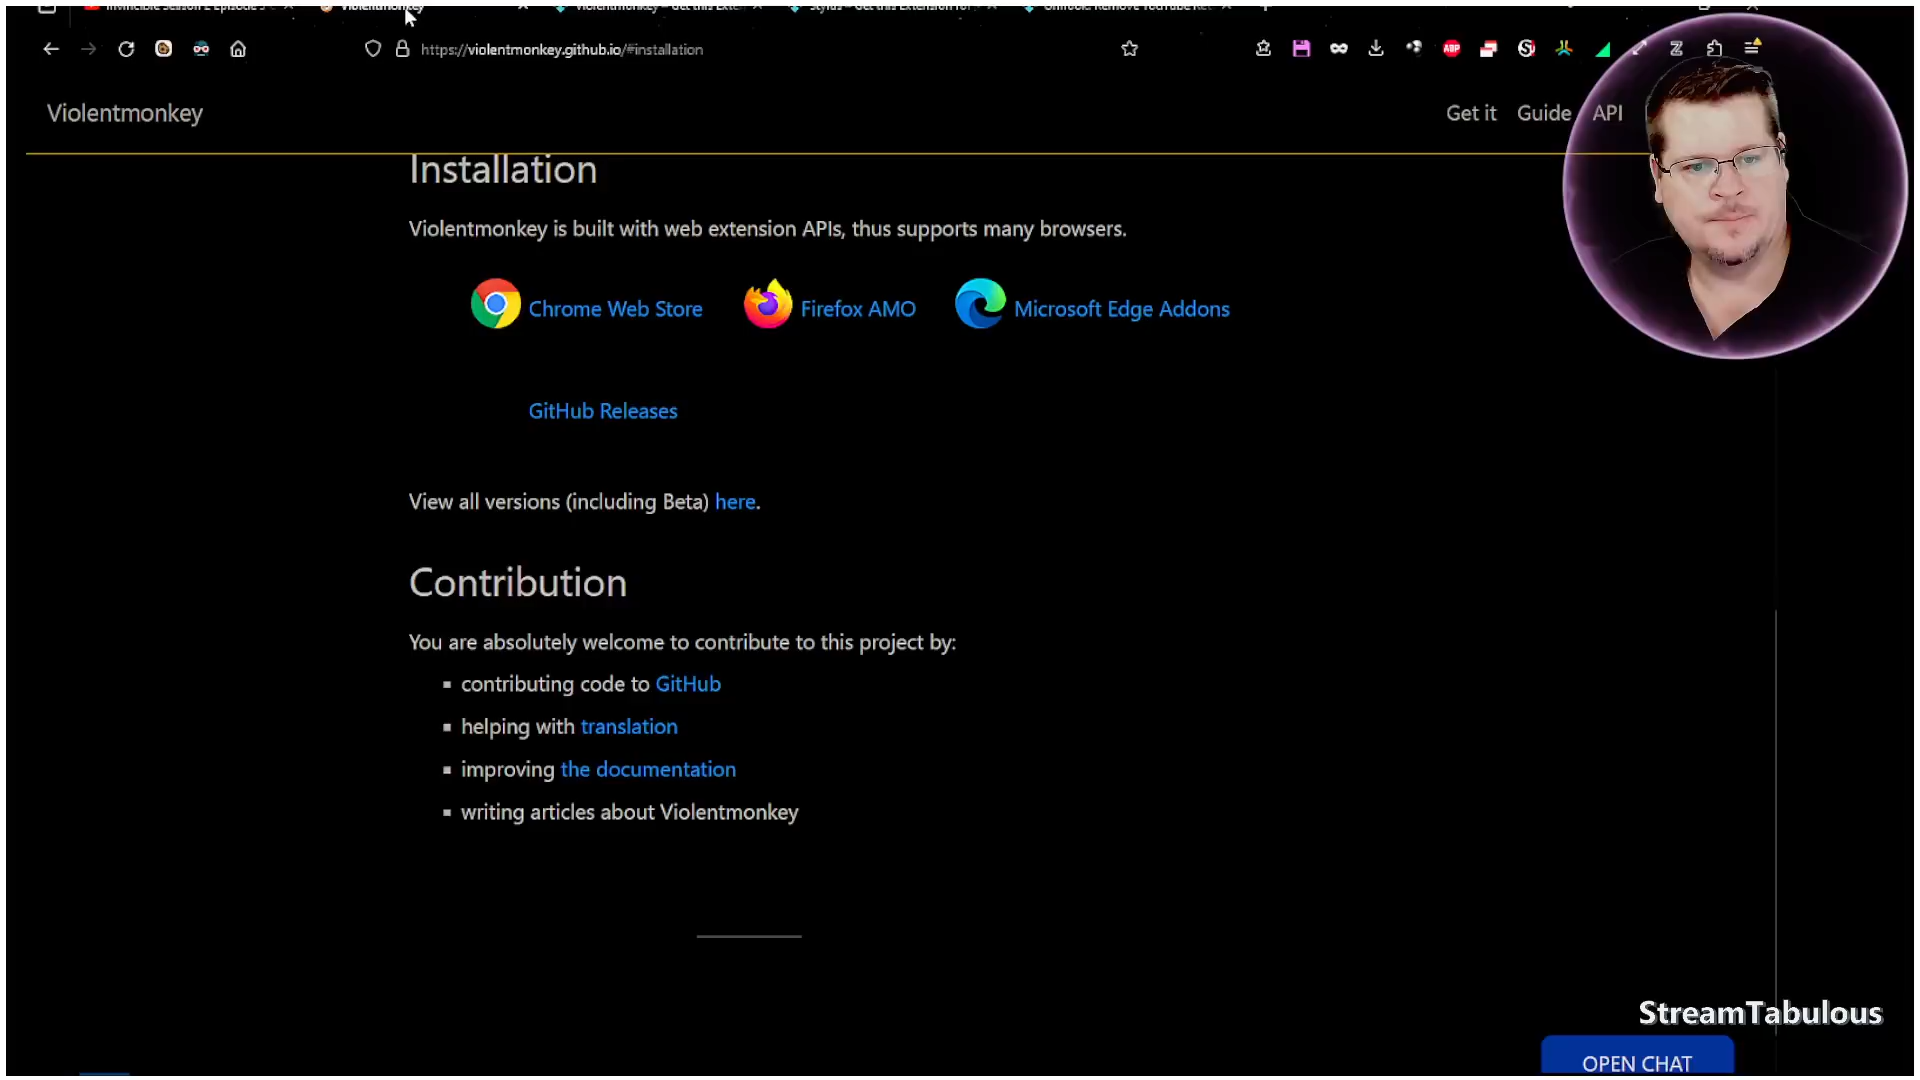 Violentmonkey
https://violentmonkey.github.io/#installation
ABP
Violentmonkey
Get it Guide API
Installation
Violentmonkey is built with web extension APIs, thus supports many browsers.
Chrome Web Store Firefox AMO Microsoft Edge Addons
GitHub Releases
View all versions (including Beta) here.
Contribution
You are absolutely welcome to contribute to this project by:
▪ contributing code to GitHub
▪ helping with translation
▪ improving the documentation
▪ writing articles about Violentmonkey
StreamTabulous
OPEN CHAT